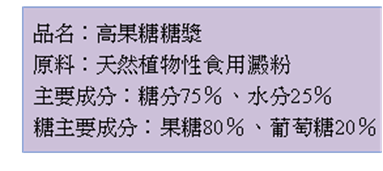 品名：高果糖糖漿
原料：天然植物性食用澱粉
主要成分：糖分75％、水分25％
糖主要成分：果糖80％、葡萄糖20％